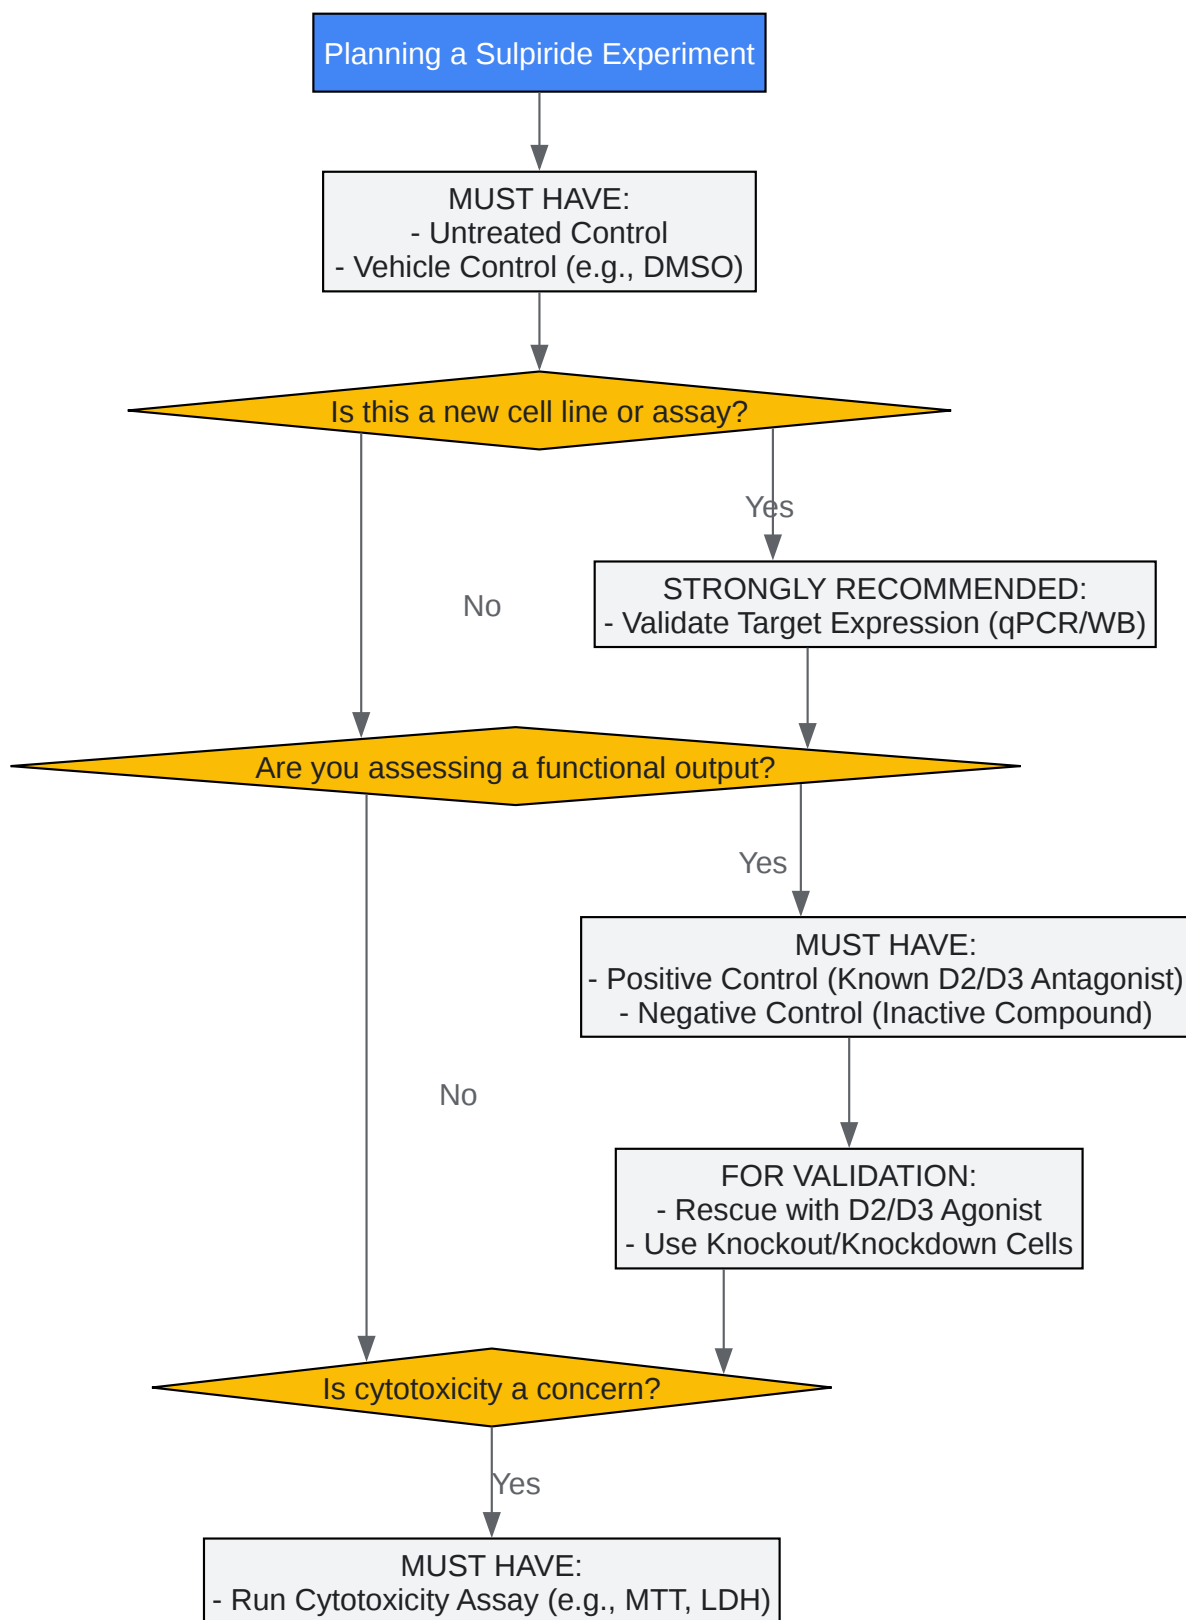 Planning a Sulpiride Experiment
MUST HAVE:
- Untreated Control
- Vehicle Control (e.g., DMSO)
Is this a new cell line or assay?
Yes
STRONGLY RECOMMENDED:
- Validate Target Expression (qPCR/WB)
No
Are you assessing a functional output?
Yes
MUST HAVE:
- Positive Control (Known D2/D3 Antagonist)
- Negative Control (Inactive Compound)
No
FOR VALIDATION:
- Rescue with D2/D3 Agonist
- Use Knockout/Knockdown Cells
Is cytotoxicity a concern?
Yes
MUST HAVE:
- Run Cytotoxicity Assay (e.g., MTT, LDH)